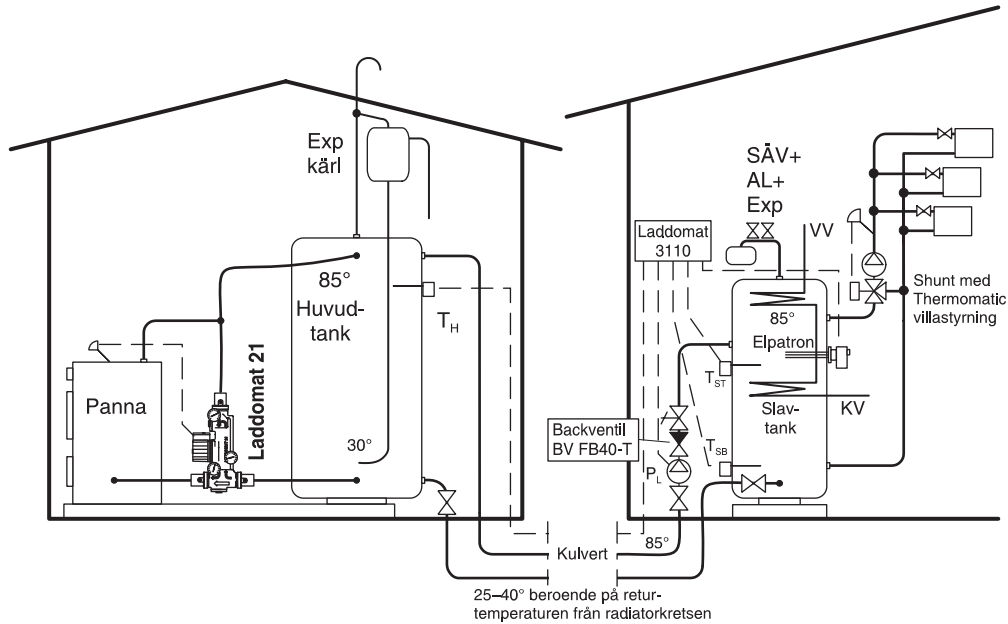 Exp
kärl
85°
Huvud-
tank
T_H
Laddomat 21
Panna
30°
SÄV+
AL+
Exp
Laddomat
3110
VV
85°
Elpatron
Shunt med
Thermomatic
villastyrning
T_ST
KV
Slav-
tank
Backventil
BV FB40-T
T_SB
P_L
Kulvert
85°
25–40° beroende på retur-
temperaturen från radiatorkretsen